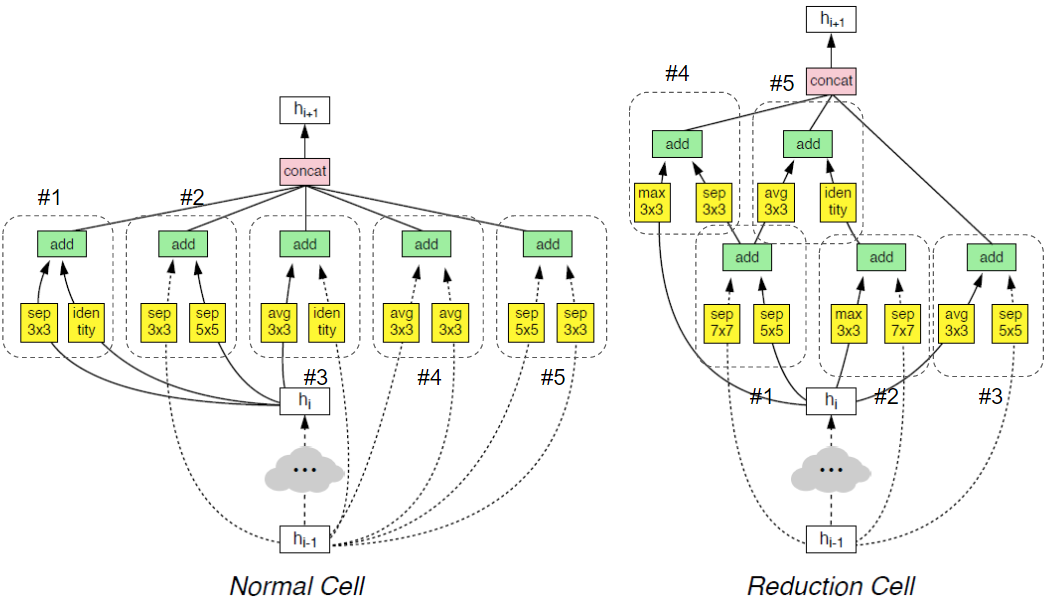 h_{i+1}
concat
#1
#2
add
add
add
add
add
sep 3x3
iden tity
sep 3x3
sep 5x5
avg 3x3
iden tity
avg 3x3
avg 3x3
sep 5x5
sep 3x3
#3
#4
#5
h_i
...
h_{i-1}
Normal Cell
h_{i+1}
concat
#4
#5
add
add
max 3x3
sep 3x3
avg 3x3
iden tity
add
add
add
sep 7x7
sep 5x5
max 3x3
sep 7x7
avg 3x3
sep 5x5
#1
h_i
#2
#3
...
h_{i-1}
Reduction Cell